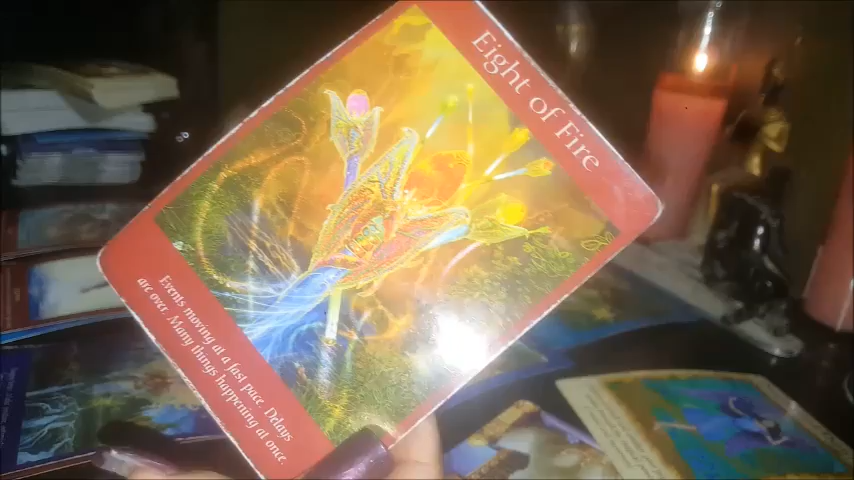 Eight of Fire
Events moving at a fast pace. Delays
are over. Many things happening at once.